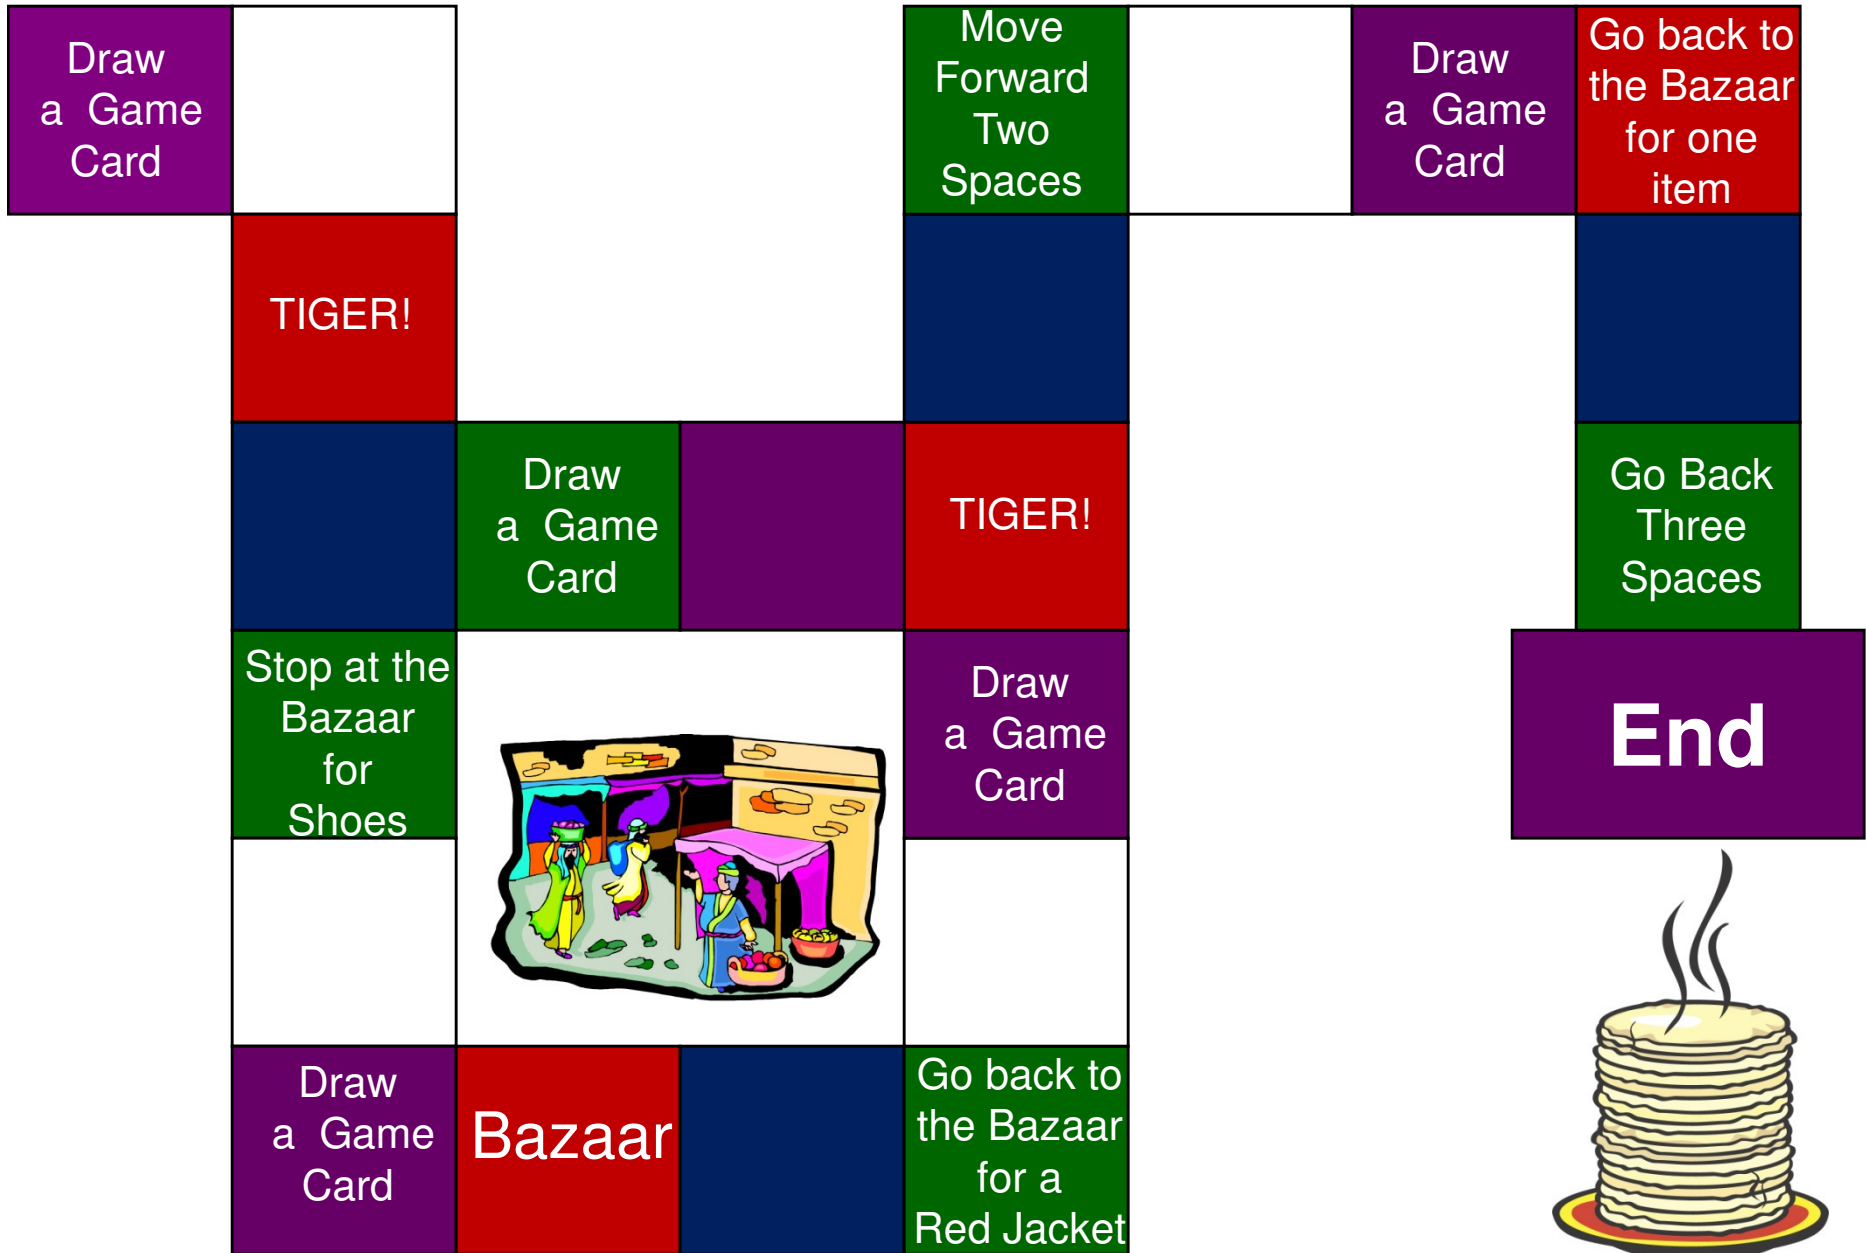 Draw
a Game
Card
Move
Forward
Two
Spaces
Draw
a Game
Card
Go back to
the Bazaar
for one
item
TIGER!
Draw
a Game
Card
TIGER!
Go Back
Three
Spaces
Stop at the
Bazaar
for
Shoes
Draw
a Game
Card
End
Draw
a Game
Card
Bazaar
Go back to
the Bazaar
for a
Red Jacket